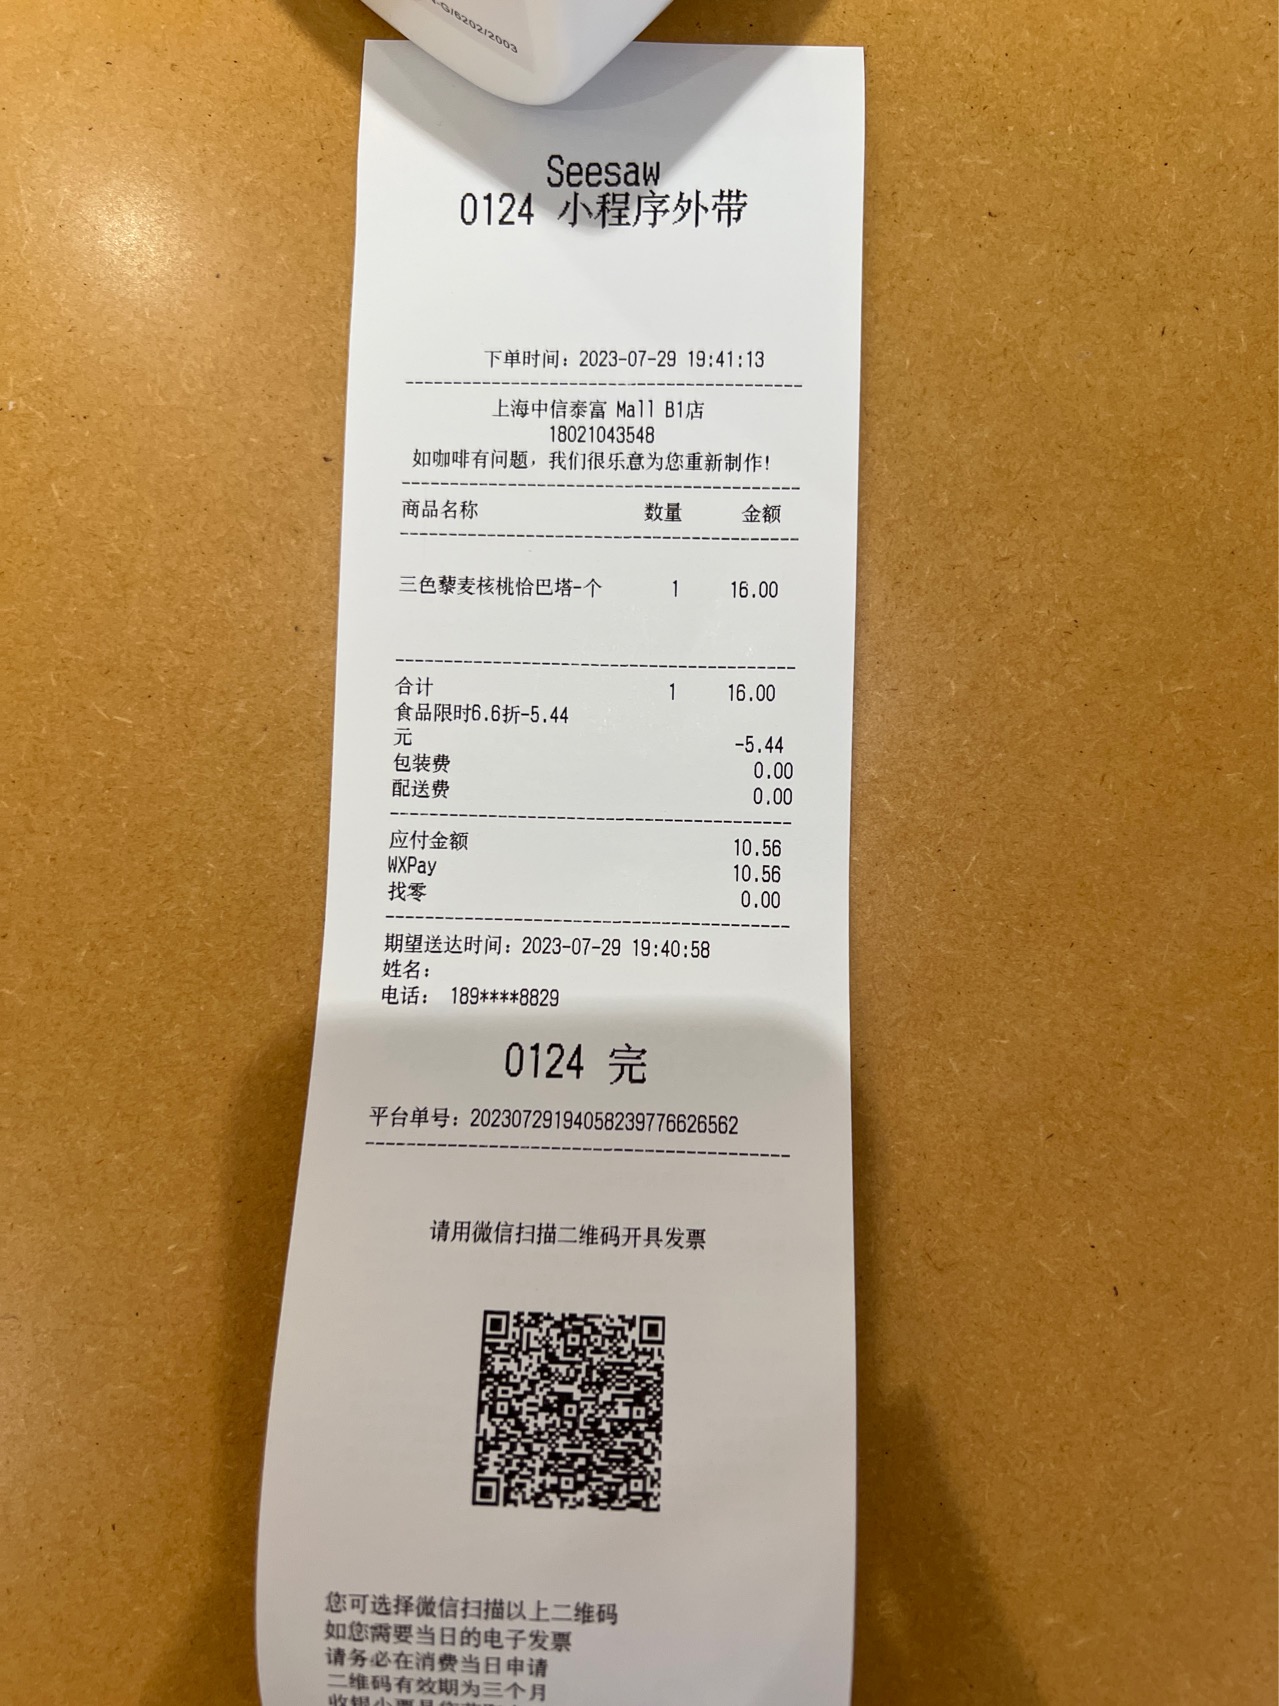 G/6202/2003
Seesaw
0124 小程序外带
下单时间：2023-07-29 19:41:13
上海中信泰富 Mall B1店
18021043548
如咖啡有问题，我们很乐意为您重新制作！
商品名称 数量 金额
三色藜麦核桃恰巴塔-个 1 16.00
合计 1 16.00
食品限时6.6折-5.44
元 -5.44
包装费 0.00
配送费 0.00
应付金额 10.56
WXPay 10.56
找零 0.00
期望送达时间：2023-07-29 19:40:58
姓名：
电话： 189****8829
0124 完
平台单号：20230729194058239776626562
请用微信扫描二维码开具发票
您可选择微信扫描以上二维码
如您需要当日的电子发票
请务必在消费当日申请
二维码有效期为三个月